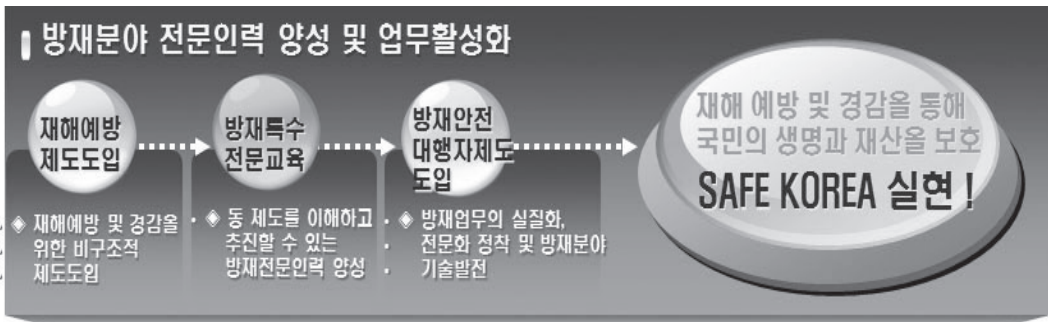 방재분야 전문인력 양성 및 업무활성화
재해예방
제도도입
방재특수
전문교육
방재안전
대행자제도
도입
◈ 재해예방 및 경감을
위한 비구조적
제도도입
◈ 동 제도를 이해하고
추진할 수 있는
방재전문인력 양성
◈ 방재업무의 실질화,
전문화 정착 및 방재분야
기술발전
재해 예방 및 경감을 통해
국민의 생명과 재산을 보호
SAFE KOREA 실현 !